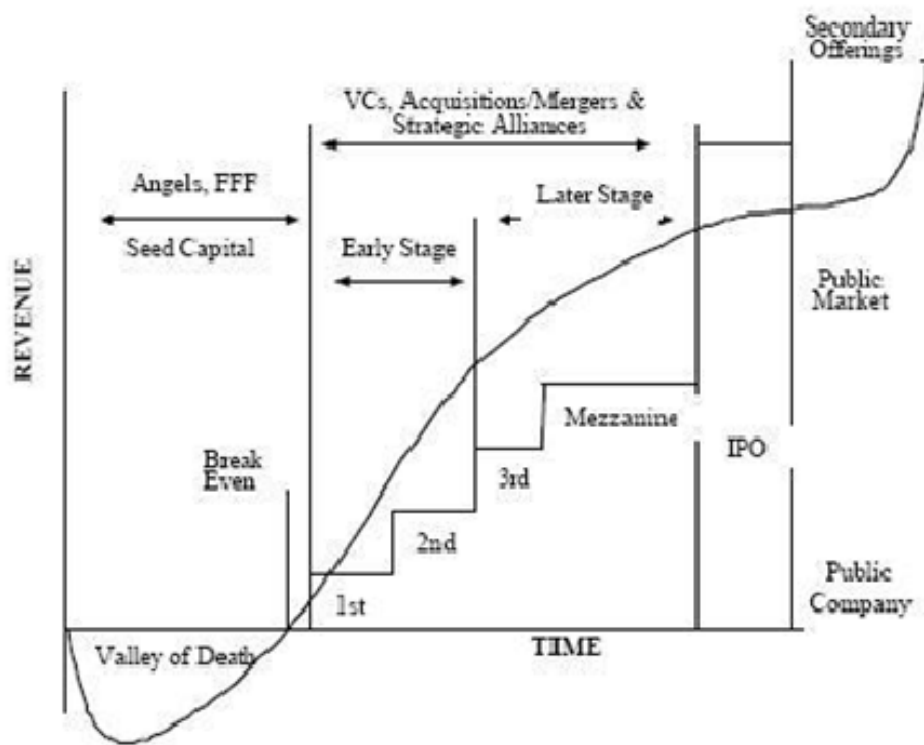 Secondary
Offerings
VCs, Acquisitions/Mergers &
Strategic Alliances
Angels, FFF
Seed Capital
Later Stage
Early Stage
REVENUE
Public
Market
Mezzanine
IPO
Break
Even
3rd
2nd
1st
Public
Company
Valley of Death
TIME